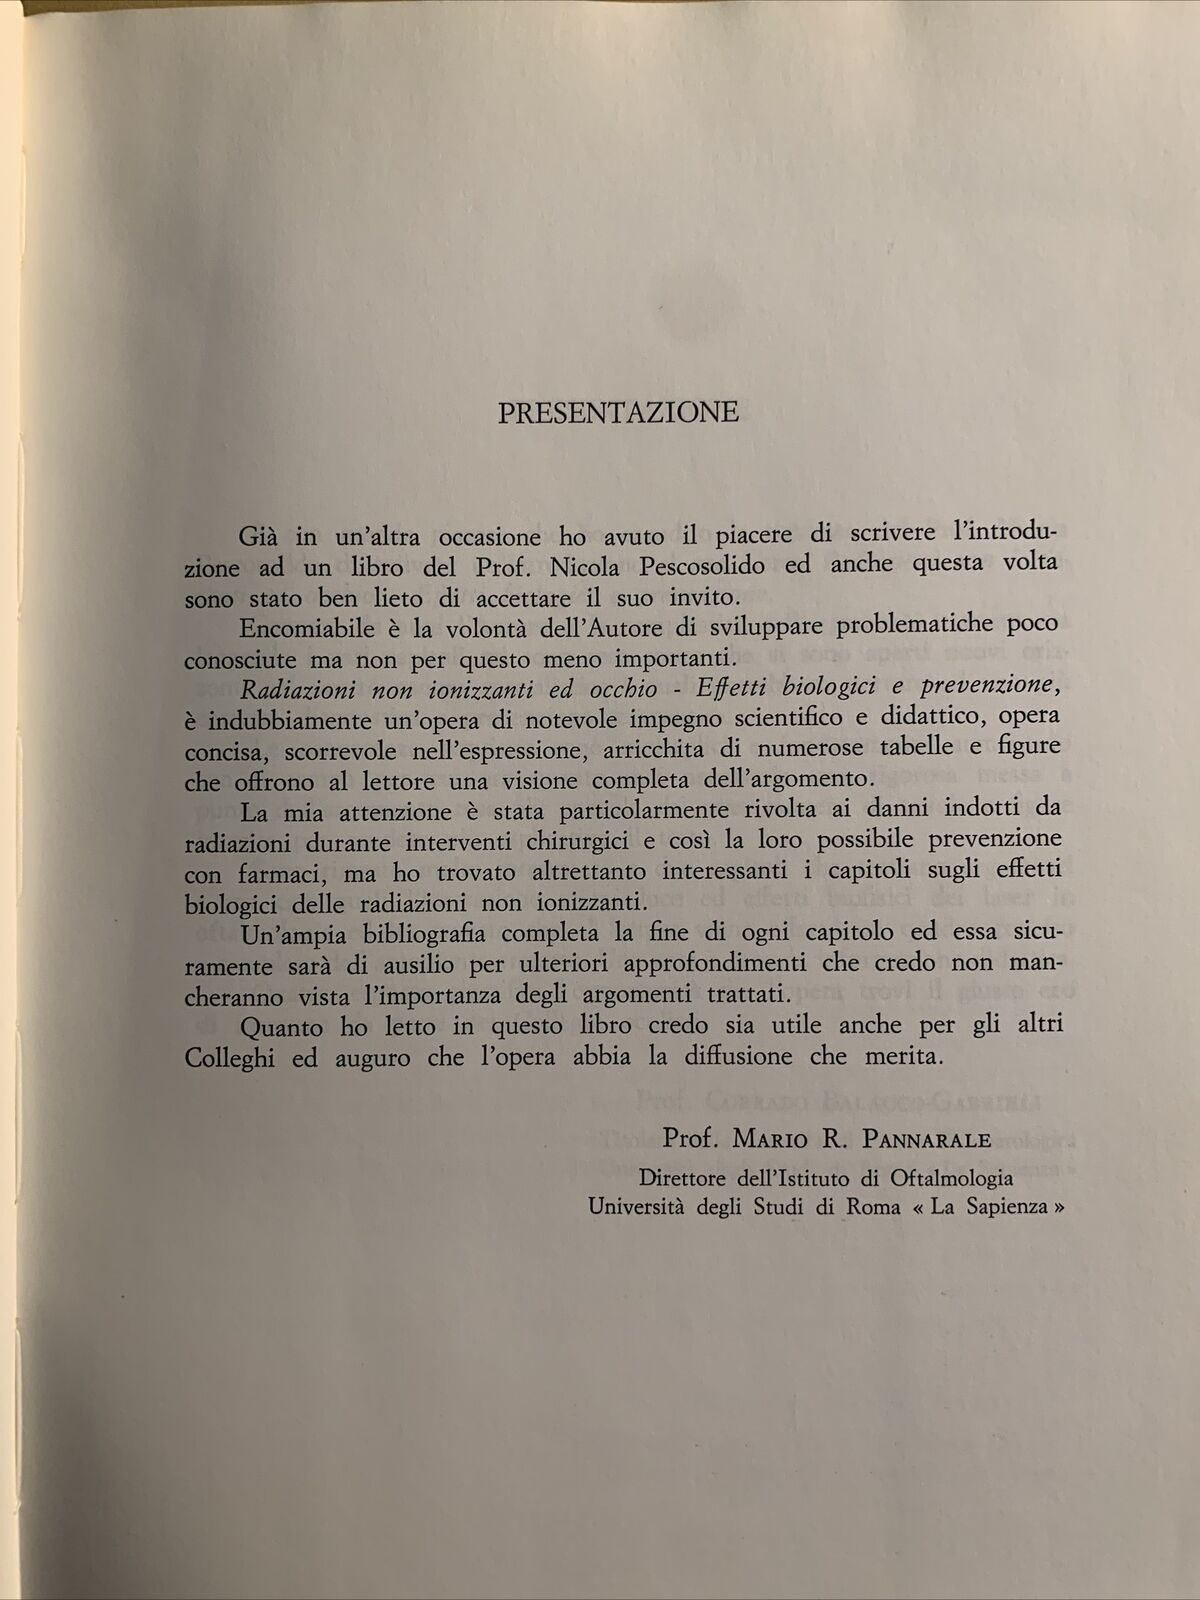 PRESENTAZIONE
Già in un'altra occasione ho avuto il piacere di scrivere l'introdu-
zione ad un libro del Prof. Nicola Pescosolido ed anche questa volta
sono stato ben lieto di accettare il suo invito.
Encomiabile è la volontà dell'Autore di sviluppare problematiche poco
conosciute ma non per questo meno importanti.
Radiazioni non ionizzanti ed occhio - Effetti biologici e prevenzione,
è indubbiamente un'opera di notevole impegno scientifico e didattico, opera
concisa, scorrevole nell'espressione, arricchita di numerose tabelle e figure
che offrono al lettore una visione completa dell'argomento.
La mia attenzione è stata particolarmente rivolta ai danni indotti da
radiazioni durante interventi chirurgici e così la loro possibile prevenzione
con farmaci, ma ho trovato altrettanto interessanti i capitoli sugli effetti
biologici delle radiazioni non ionizzanti.
Un'ampia bibliografia completa la fine di ogni capitolo ed essa sicu-
ramente sarà di ausilio per ulteriori approfondimenti che credo non man-
cheranno vista l'importanza degli argomenti trattati.
Quanto ho letto in questo libro credo sia utile anche per gli altri
Colleghi ed auguro che l'opera abbia la diffusione che merita.
Prof. MARIO R. PANNARALE
Direttore dell'Istituto di Oftalmologia
Università degli Studi di Roma « La Sapienza »